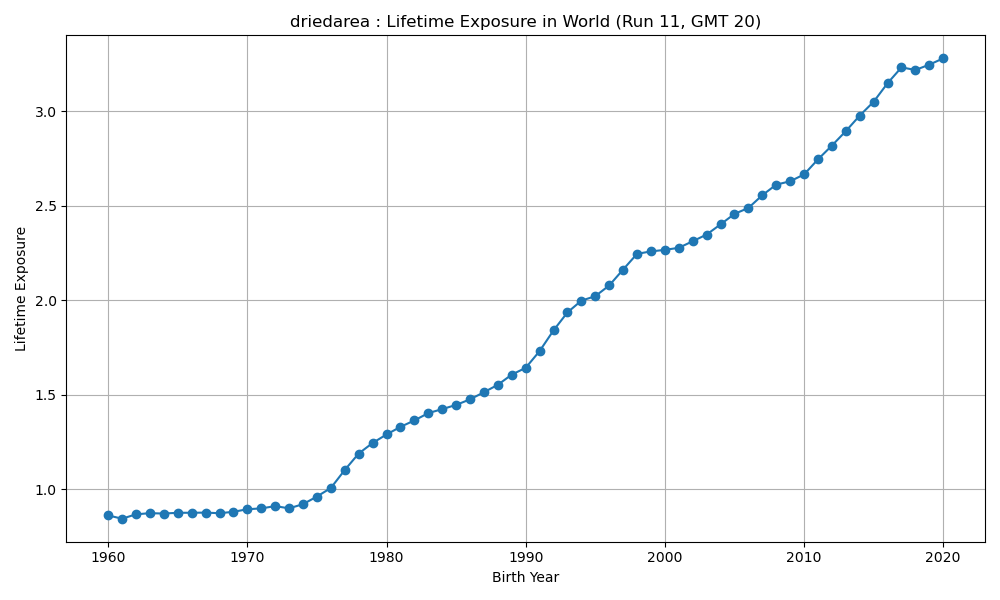 driedarea : Lifetime Exposure in World (Run 11, GMT 20)
Lifetime Exposure
3.0
2.5
2.0
1.5
1.0
1960 1970 1980 1990 2000 2010 2020
Birth Year